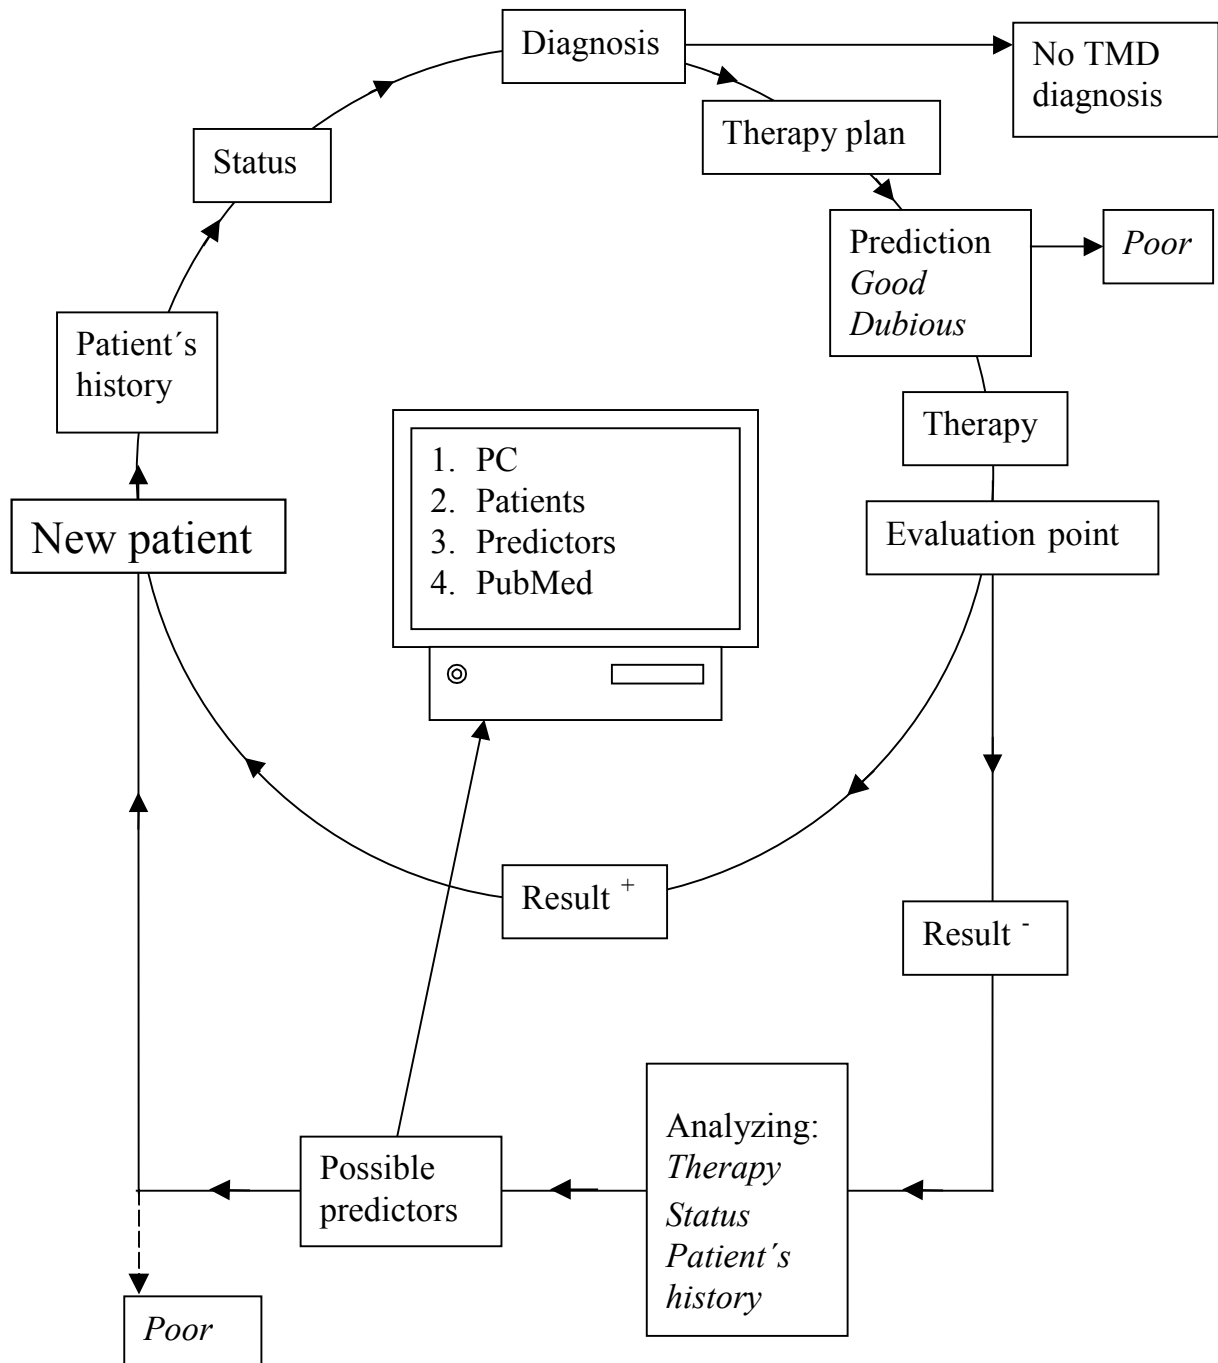 Diagnosis
No TMD
diagnosis
Therapy plan
Status
Prediction
Good
Dubious
Poor
Patient´s
history
Therapy
1. PC
2. Patients
3. Predictors
4. PubMed
New patient
Evaluation point
Result +
Result -
Analyzing:
Therapy
Status
Patient´s
history
Possible
predictors
Poor